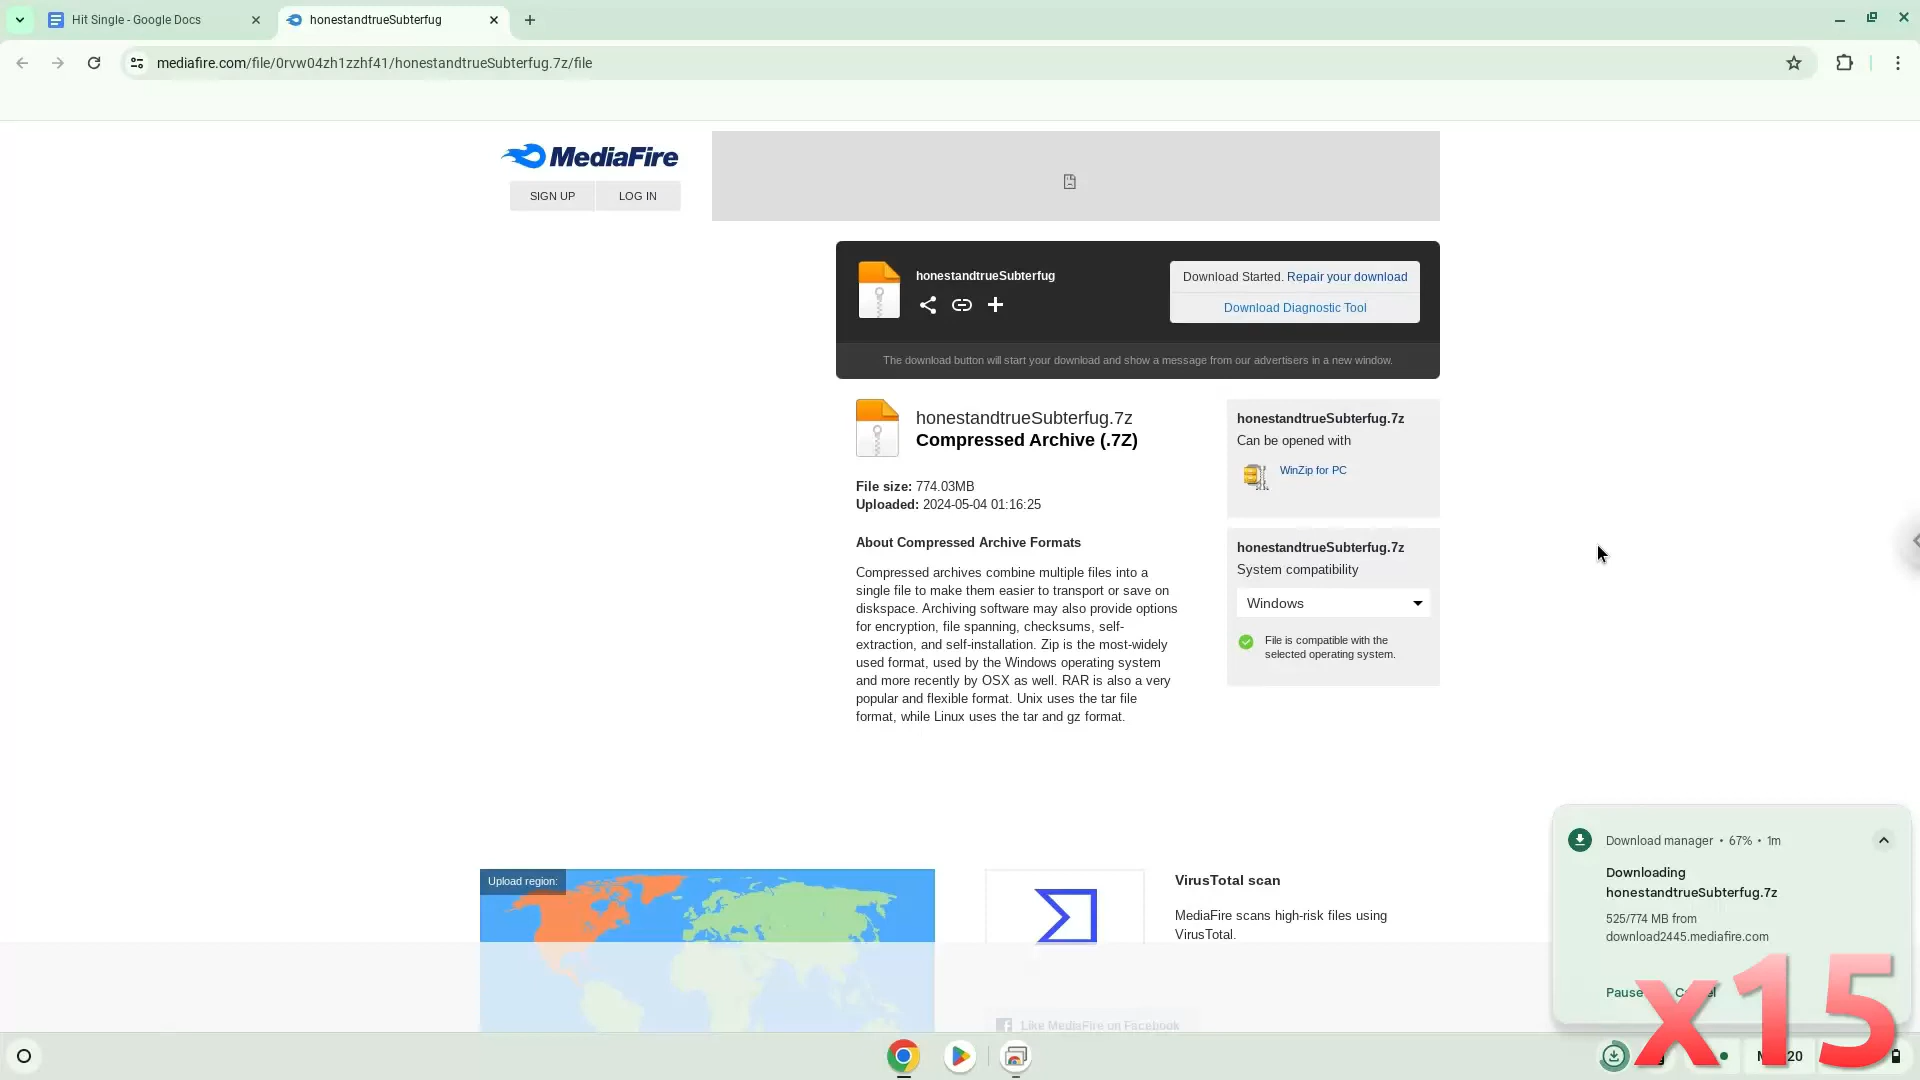 Hit Single - Google Docs
honestandtrueSubterfug
mediafire.com/file/0rvw04zh1zzhf41/honestandtrueSubterfug.7z/file
MediaFire
SIGN UP
LOG IN
honestandtrueSubterfug
Download Started. Repair your download
Download Diagnostic Tool
The download button will start your download and show a message from our advertisers in a new window.
honestandtrueSubterfug.7z
Compressed Archive (.7Z)
File size: 774.03MB
Uploaded: 2024-05-04 01:16:25
About Compressed Archive Formats
Compressed archives combine multiple files into a
single file to make them easier to transport or save on
diskspace. Archiving software may also provide options
for encryption, file spanning, checksums, self-
extraction, and self-installation. Zip is the most-widely
used format, used by the Windows operating system
and more recently by OSX as well. RAR is also a very
popular and flexible format. Unix uses the tar file
format, while Linux uses the tar and gz format.
honestandtrueSubterfug.7z
Can be opened with
WinZip for PC
honestandtrueSubterfug.7z
System compatibility
Windows
File is compatible with the
selected operating system.
Upload region:
VirusTotal scan
MediaFire scans high-risk files using
VirusTotal.
Like MediaFire on Facebook
Download manager • 67% • 1m
Downloading
honestandtrueSubterfug.7z
525/774 MB from
download2445.mediafire.com
Pause
x15
20